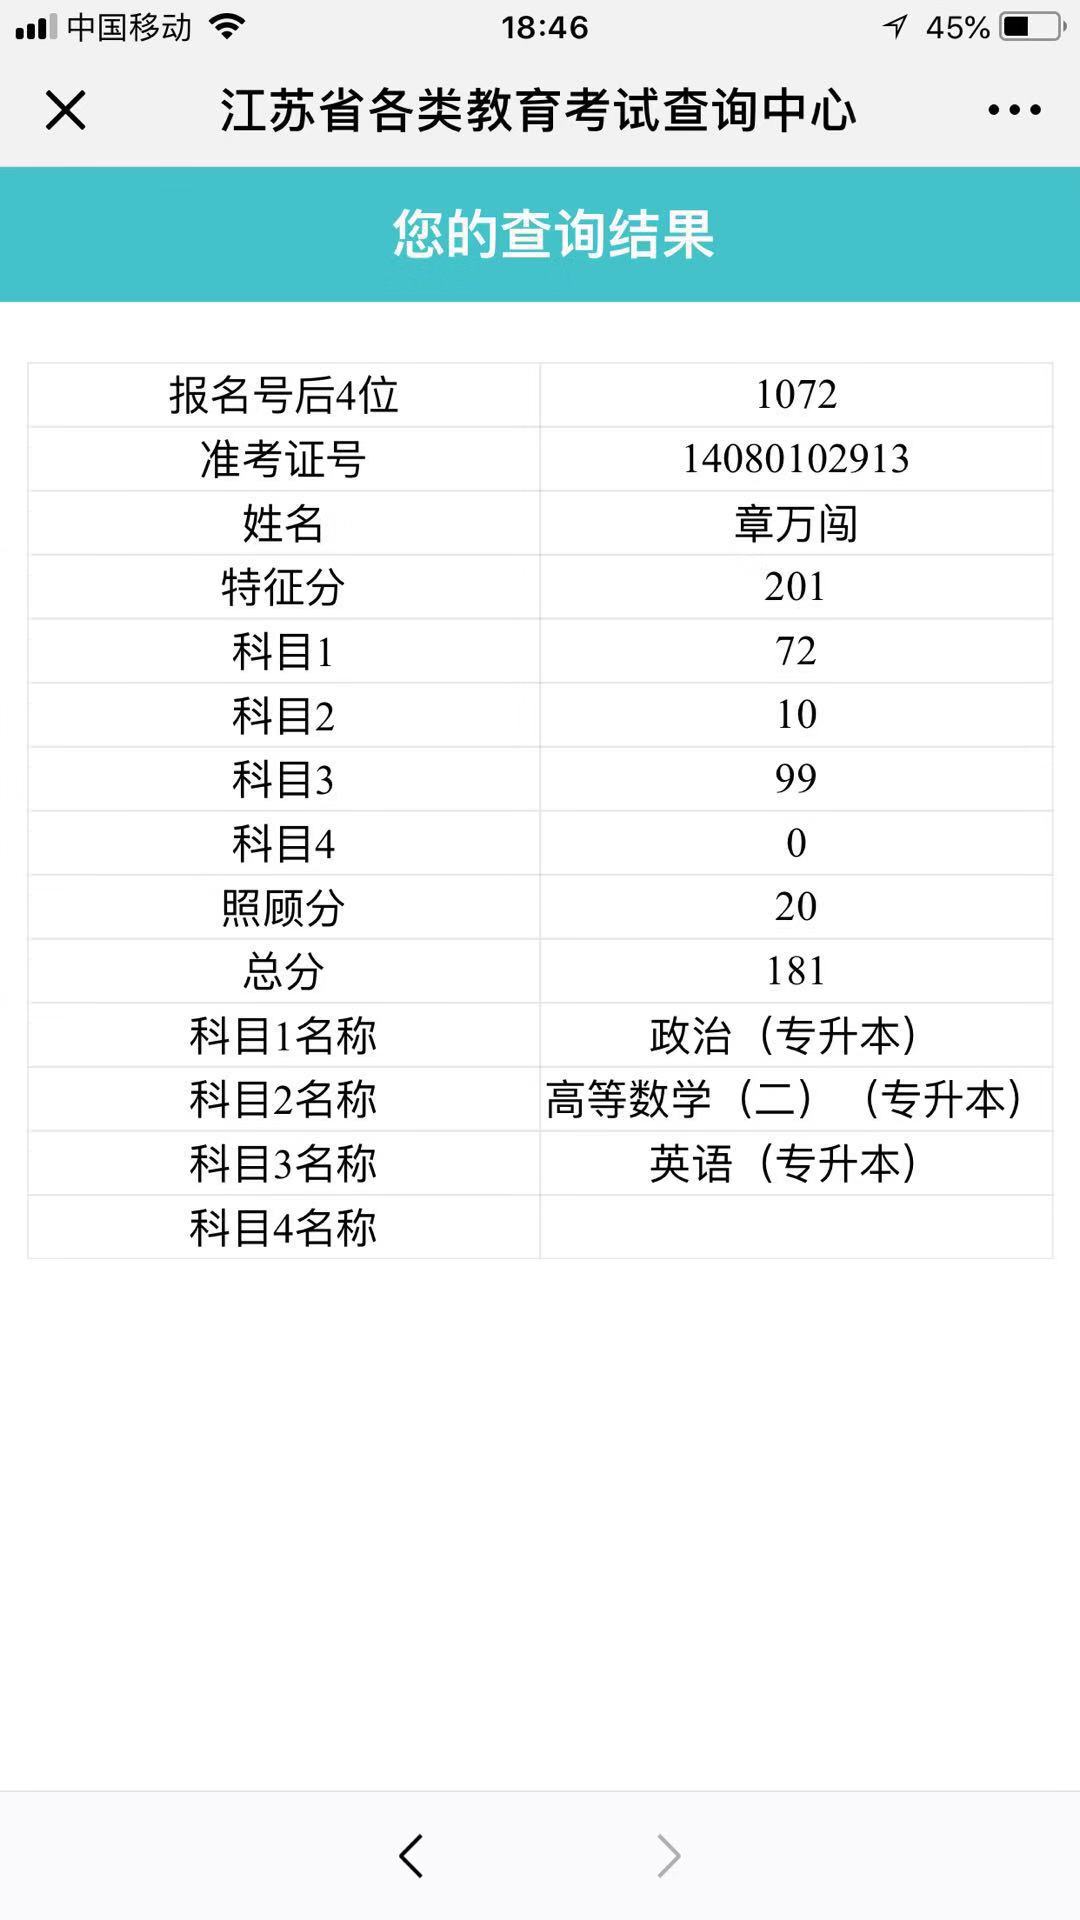 中国移动 18:46 45%
江苏省各类教育考试查询中心
您的查询结果
报名号后4位 1072
准考证号 14080102913
姓名 章万闯
特征分 201
科目1 72
科目2 10
科目3 99
科目4 0
照顾分 20
总分 181
科目1名称 政治（专升本）
科目2名称 高等数学（二）（专升本）
科目3名称 英语（专升本）
科目4名称